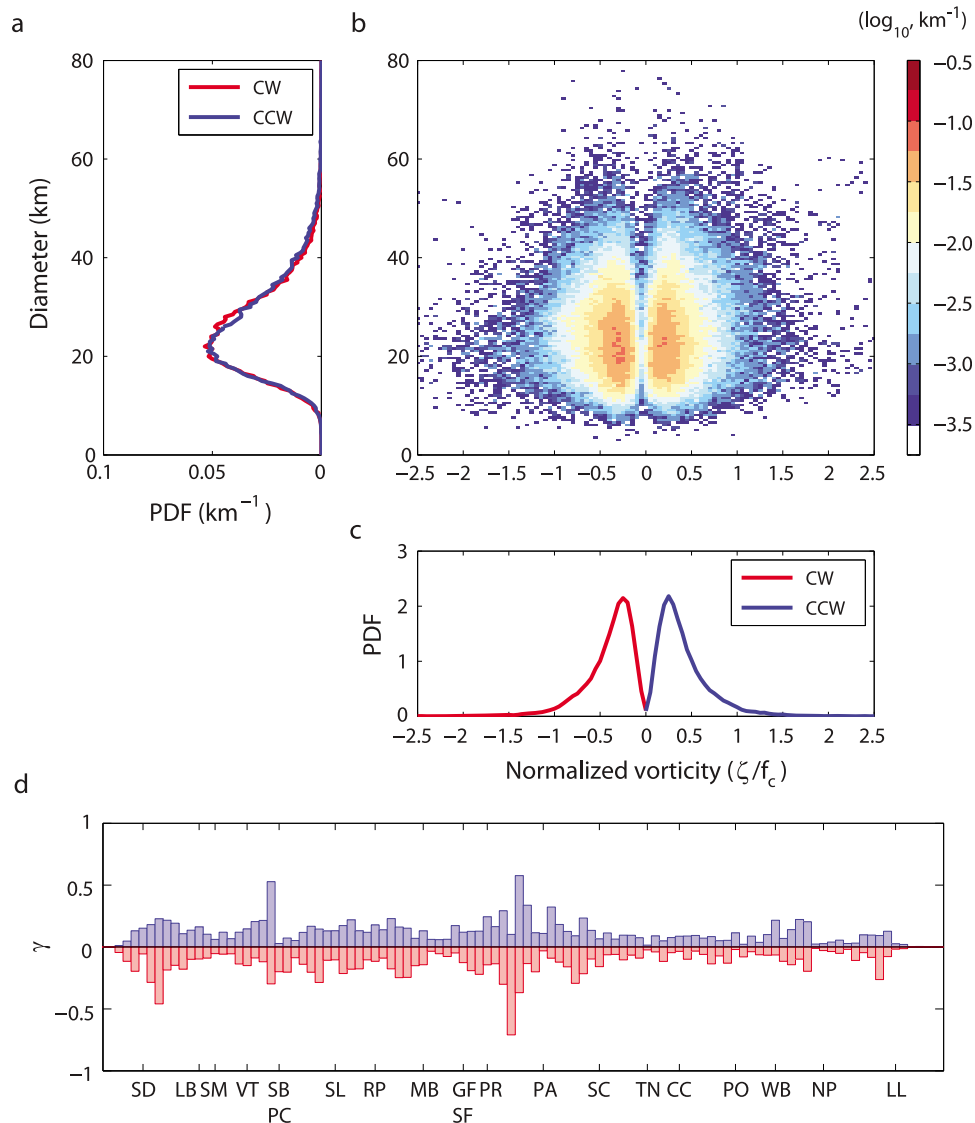 a
b
(log10, km−1)
80
60
40
20
0
Diameter (km)
CW
CCW
0.1
0.05
0
PDF (km−1)
−2.5
−2
−1.5
−1
−0.5
0
0.5
1
1.5
2
2.5
−0.5
−1.0
−1.5
−2.0
−2.5
−3.0
−3.5
c
3
2
1
0
PDF
CW
CCW
−2.5
−2
−1.5
−1
−0.5
0
0.5
1
1.5
2
2.5
Normalized vorticity (ζ/fc)
d
1
0.5
0
−0.5
−1
γ
SD LB SM VT SB SL RP MB GF PR PA SC TN CC PO WB NP LL
PC SF